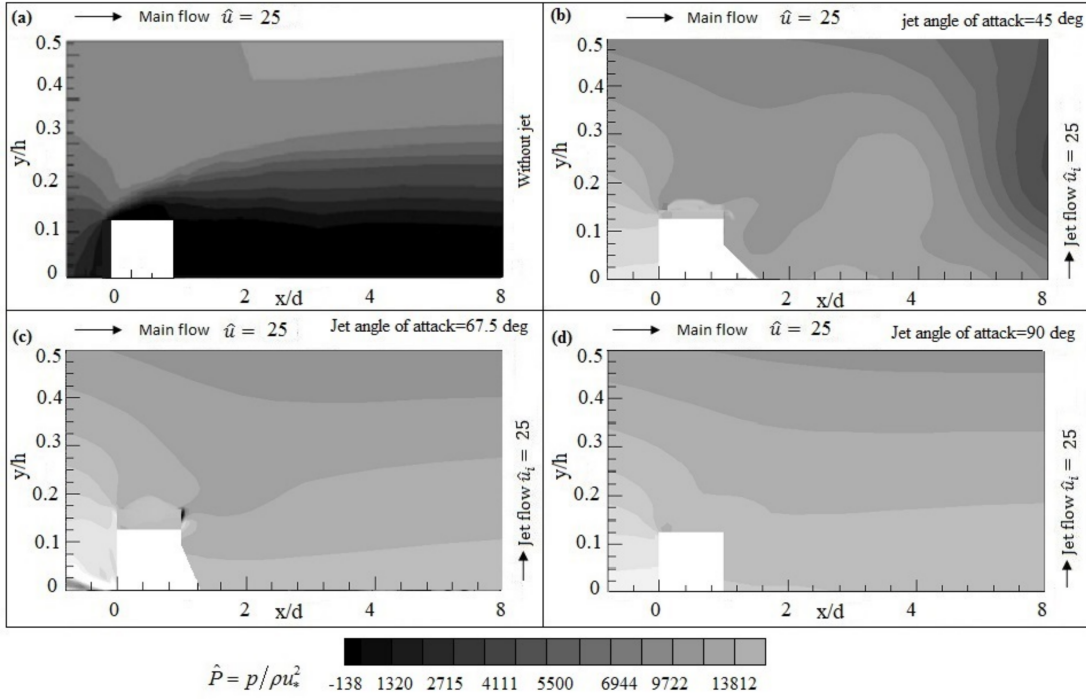 (a) → Main flow û = 25
0.5
0.4
0.3
0.2
0.1
0
y/h
0 2 4 8
x/d
Without jet
(b) → Main flow û = 25 jet angle of attack=45 deg
0.5
0.4
0.3
0.2
0.1
0
y/h
0 2 4 8
x/d
→ Jet flow û_i = 25
(c) → Main flow û = 25 Jet angle of attack=67.5 deg
0.5
0.4
0.3
0.2
0.1
0
y/h
0 2 4 8
x/d
→ Jet flow û_i = 25
(d) → Main flow û = 25 Jet angle of attack=90 deg
0.5
0.4
0.3
0.2
0.1
0
y/h
0 2 4 8
x/d
→ Jet flow û_i = 25
P̂ = p/ρu²_*
-138 1320 2715 4111 5500 6944 9722 13812